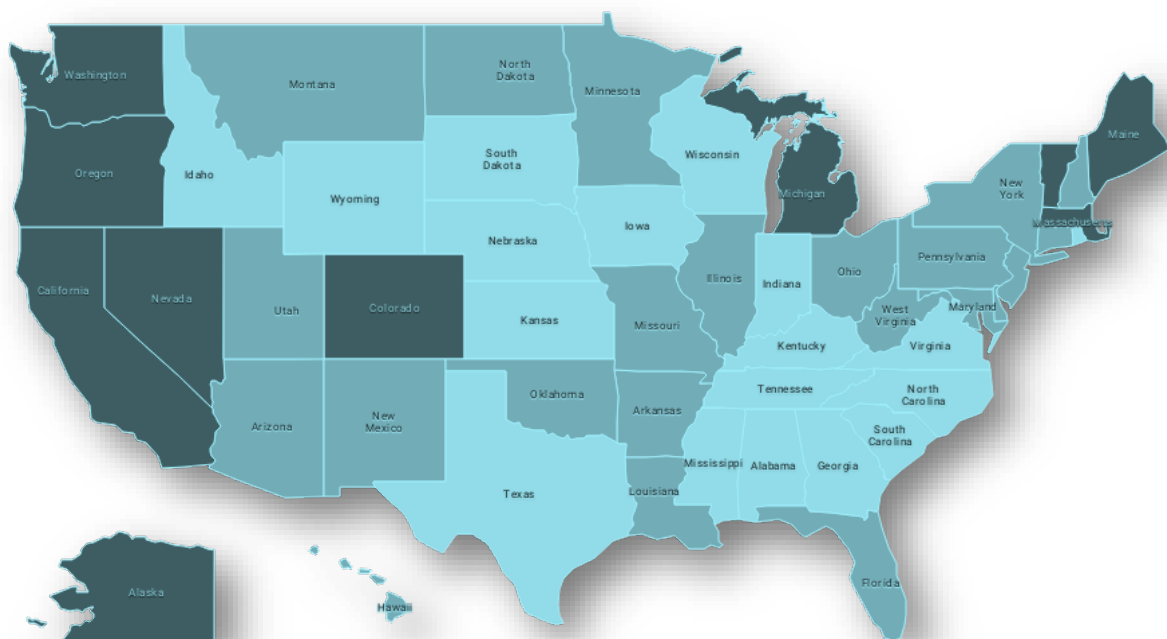 Washington
Montana
North
Dakota
Minnesota
Maine
Oregon
Idaho
South
Dakota
Wisconsin
Michigan
New
York
Wyoming
Massachusetts
Iowa
Nebraska
California
Nevada
Utah
Colorado
Illinois
Indiana
Ohio
Pennsylvania
Kansas
Missouri
West
Virginia
Maryland
Kentucky
Virginia
Arizona
New
Mexico
Oklahoma
Arkansas
Tennessee
North
Carolina
South
Carolina
Texas
Louisiana
Mississippi
Alabama
Georgia
Florida
Alaska
Hawaii